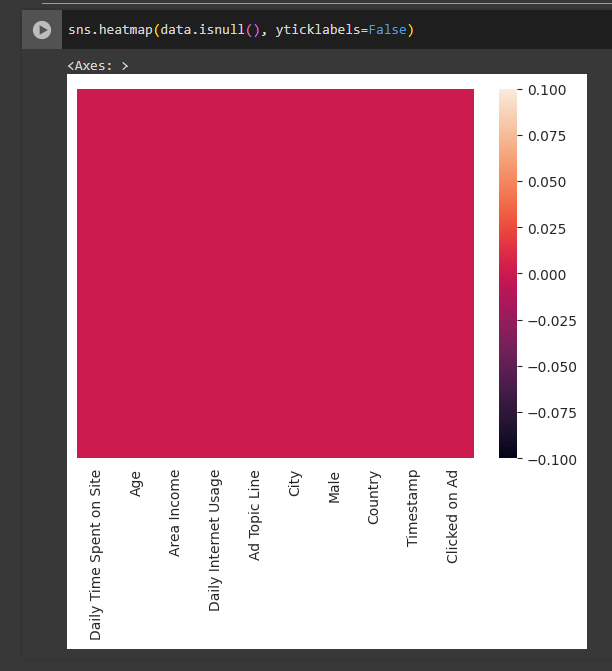 sns.heatmap(data.isnull(), yticklabels=False)
<Axes: >
0.100
0.075
0.050
0.025
0.000
−0.025
−0.050
−0.075
−0.100
Daily Time Spent on Site
Age
Area Income
Daily Internet Usage
Ad Topic Line
City
Male
Country
Timestamp
Clicked on Ad